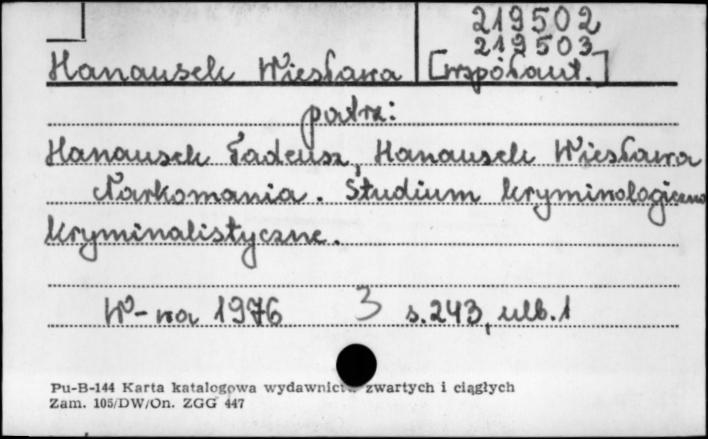 219502
219503
Hanausek Wiesława [współaut.]
patrz:
Hanausek Tadeusz, Hanausek Wiesława
Narkomania. Studium kryminologiczno
kryminalistyczne.
W-wa 1976 3 s. 243, ulb. 1
Pu-B-144 Karta katalogowa wydawnictw zwartych i ciągłych
Zam. 105/DW/On. ZGG 447